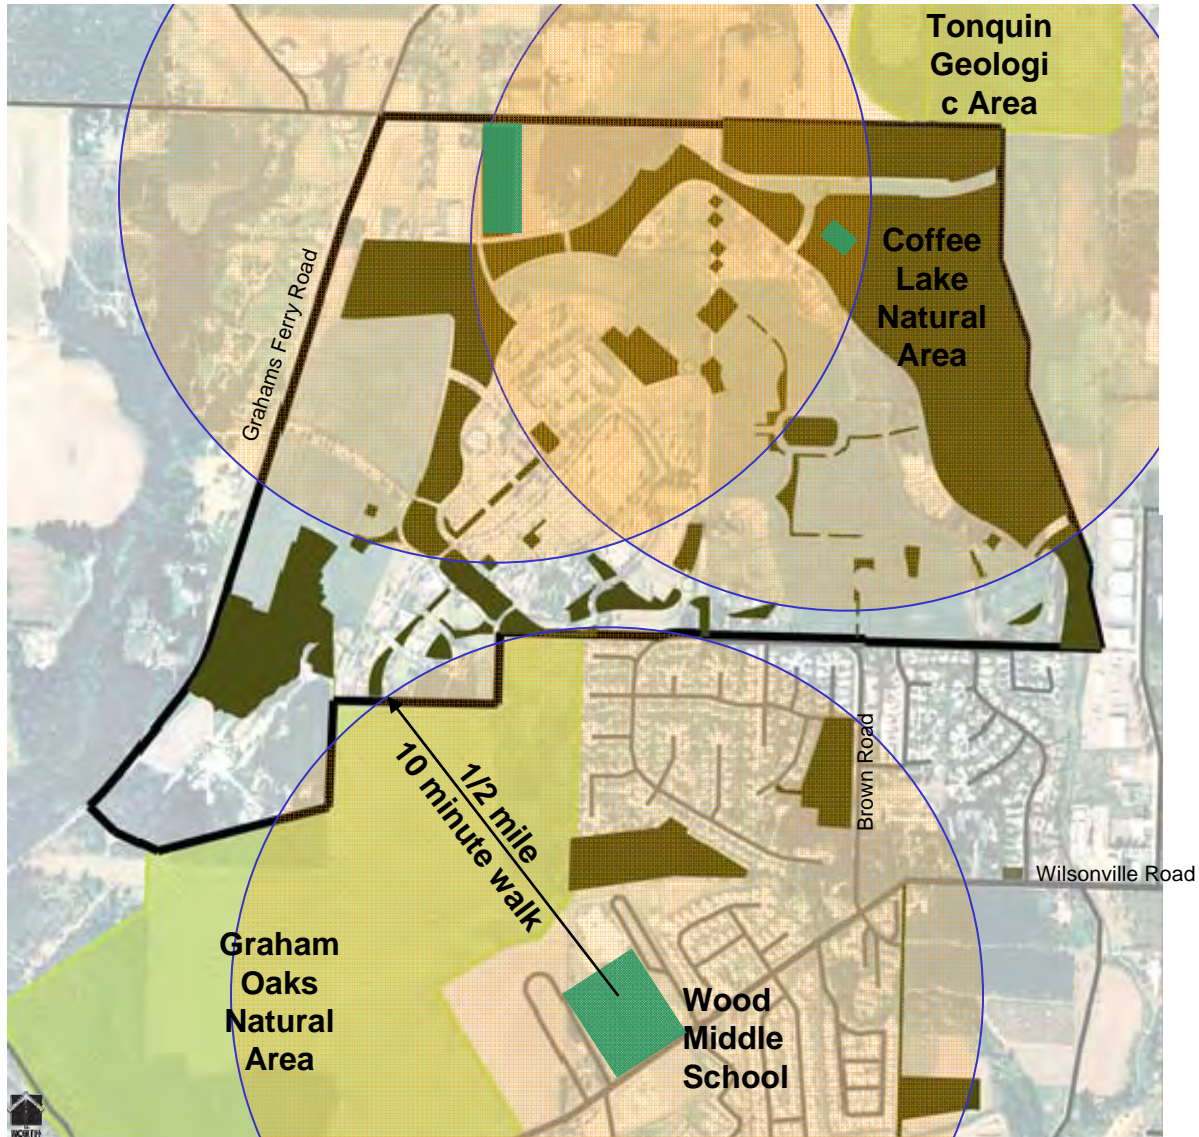 Tonquin
Geologi
c Area
Coffee
Lake
Natural
Area
Grahams Ferry Road
1/2 mile
10 minute walk
Brown Road
Wilsonville Road
Graham
Oaks
Natural
Area
Wood
Middle
School
NORTH